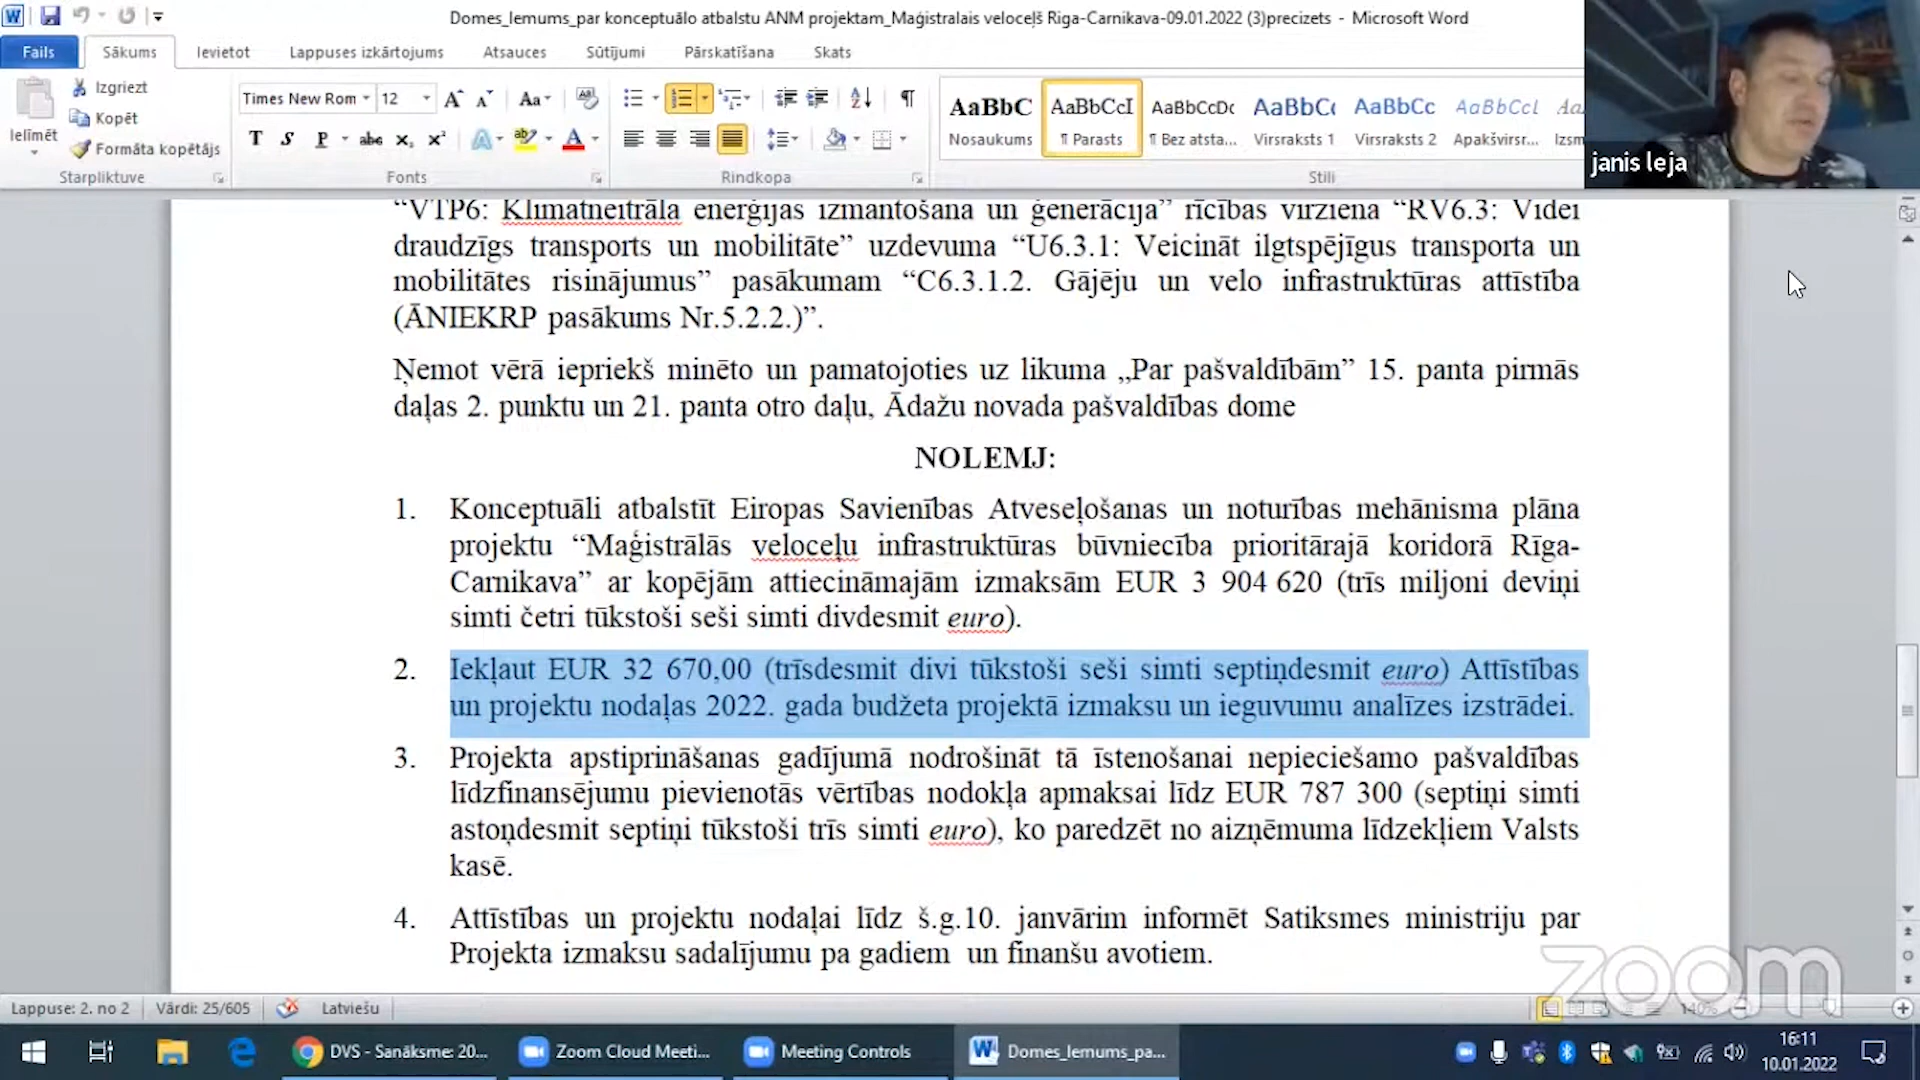 Domes_lemums_par konceptuālo atbalstu ANM projektam_Maģistralais veloceļš Riga-Carnikava-09.01.2022 (3)precizets - Microsoft Word
Fails Sākums Ievietot Lappuses izkārtojums Atsauces Sūtījumi Pārskatīšana Skats
Izgriezt
Kopēt
Ielīmēt
Formāta kopētājs
Starpliktuve
Times New Rom 12
Fonts
Rindkopa
AaBbC AaBbCcI AaBbCcDc AaBbC AaBbCc AaBbCcL
Nosaukums ¶ Parasts ¶ Bez atsta... Virsraksts 1 Virsraksts 2 Apakšvirsr... Izsm
Stili
janis leja
“VTP6: Klimatneitrāla enerģijas izmantošana un ģenerācija” rīcības virziena “RV6.3: Videi
draudzīgs transports un mobilitāte” uzdevuma “U6.3.1: Veicināt ilgtspējīgus transporta un
mobilitātes risinājumus” pasākumam “C6.3.1.2. Gājēju un velo infrastruktūras attīstība
(ĀNIEKRP pasākums Nr.5.2.2.)”.
Ņemot vērā iepriekš minēto un pamatojoties uz likuma „Par pašvaldībām” 15. panta pirmās
daļas 2. punktu un 21. panta otro daļu, Ādažu novada pašvaldības dome
NOLEMJ:
1. Konceptuāli atbalstīt Eiropas Savienības Atveseļošanas un noturības mehānisma plāna
projektu “Maģistrālās veloceļu infrastruktūras būvniecība prioritārajā koridorā Rīga-
Carnikava” ar kopējām attiecināmajām izmaksām EUR 3 904 620 (trīs miljoni deviņi
simti četri tūkstoši seši simti divdesmit euro).
2. Iekļaut EUR 32 670,00 (trīsdesmit divi tūkstoši seši simti septiņdesmit euro) Attīstības
un projektu nodaļas 2022. gada budžeta projektā izmaksu un ieguvumu analīzes izstrādei.
3. Projekta apstiprināšanas gadījumā nodrošināt tā īstenošanai nepieciešamo pašvaldības
līdzfinansējumu pievienotās vērtības nodokļa apmaksai līdz EUR 787 300 (septiņi simti
astoņdesmit septiņi tūkstoši trīs simti euro), ko paredzēt no aizņēmuma līdzekļiem Valsts
kasē.
4. Attīstības un projektu nodaļai līdz š.g.10. janvārim informēt Satiksmes ministriju par
Projekta izmaksu sadalījumu pa gadiem un finanšu avotiem.
zoom
Lappuse: 2. no 2 Vārdi: 25/605 Latviešu 140%
DVS - Sanāksme: 20... Zoom Cloud Meeti... Meeting Controls Domes_lemums_pa...
16:11
10.01.2022